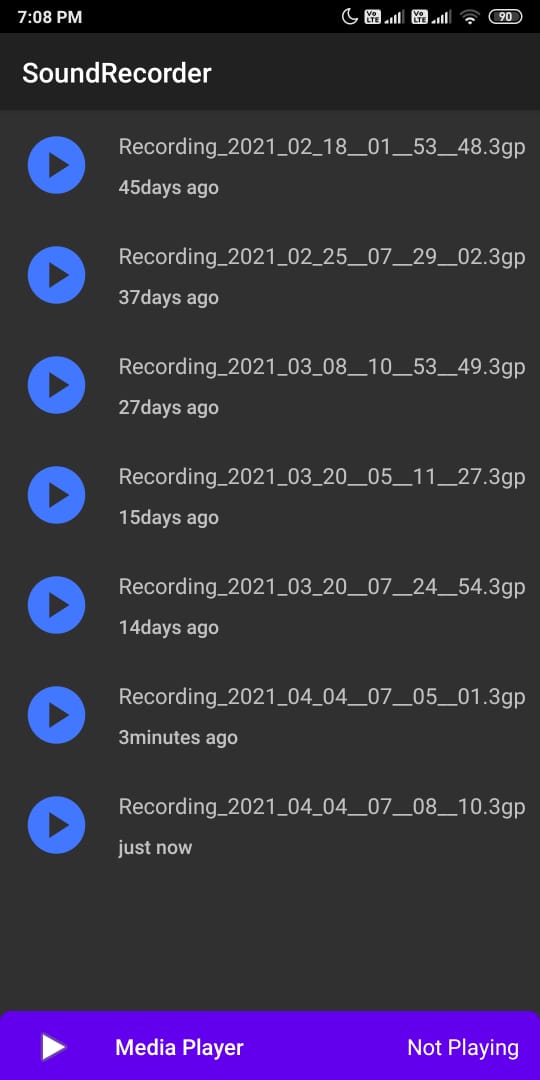 7:08 PM Vo LTE Vo LTE 90
SoundRecorder
Recording_2021_02_18__01__53__48.3gp
45days ago
Recording_2021_02_25__07__29__02.3gp
37days ago
Recording_2021_03_08__10__53__49.3gp
27days ago
Recording_2021_03_20__05__11__27.3gp
15days ago
Recording_2021_03_20__07__24__54.3gp
14days ago
Recording_2021_04_04__07__05__01.3gp
3minutes ago
Recording_2021_04_04__07__08__10.3gp
just now
Media Player Not Playing